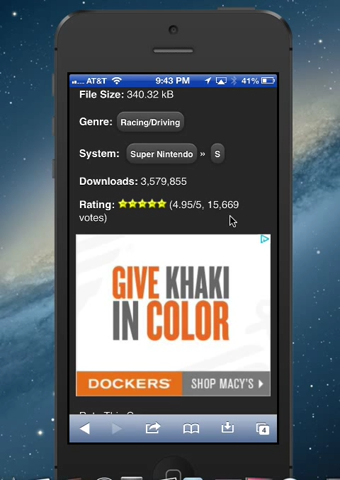 AT&T 9:43 PM 41%
File Size: 340.32 kB
Genre: Racing/Driving
System: Super Nintendo » S
Downloads: 3,579,855
Rating: (4.95/5, 15,669
votes)
GIVE KHAKI
IN COLOR
DOCKERS® SHOP MACY'S
4